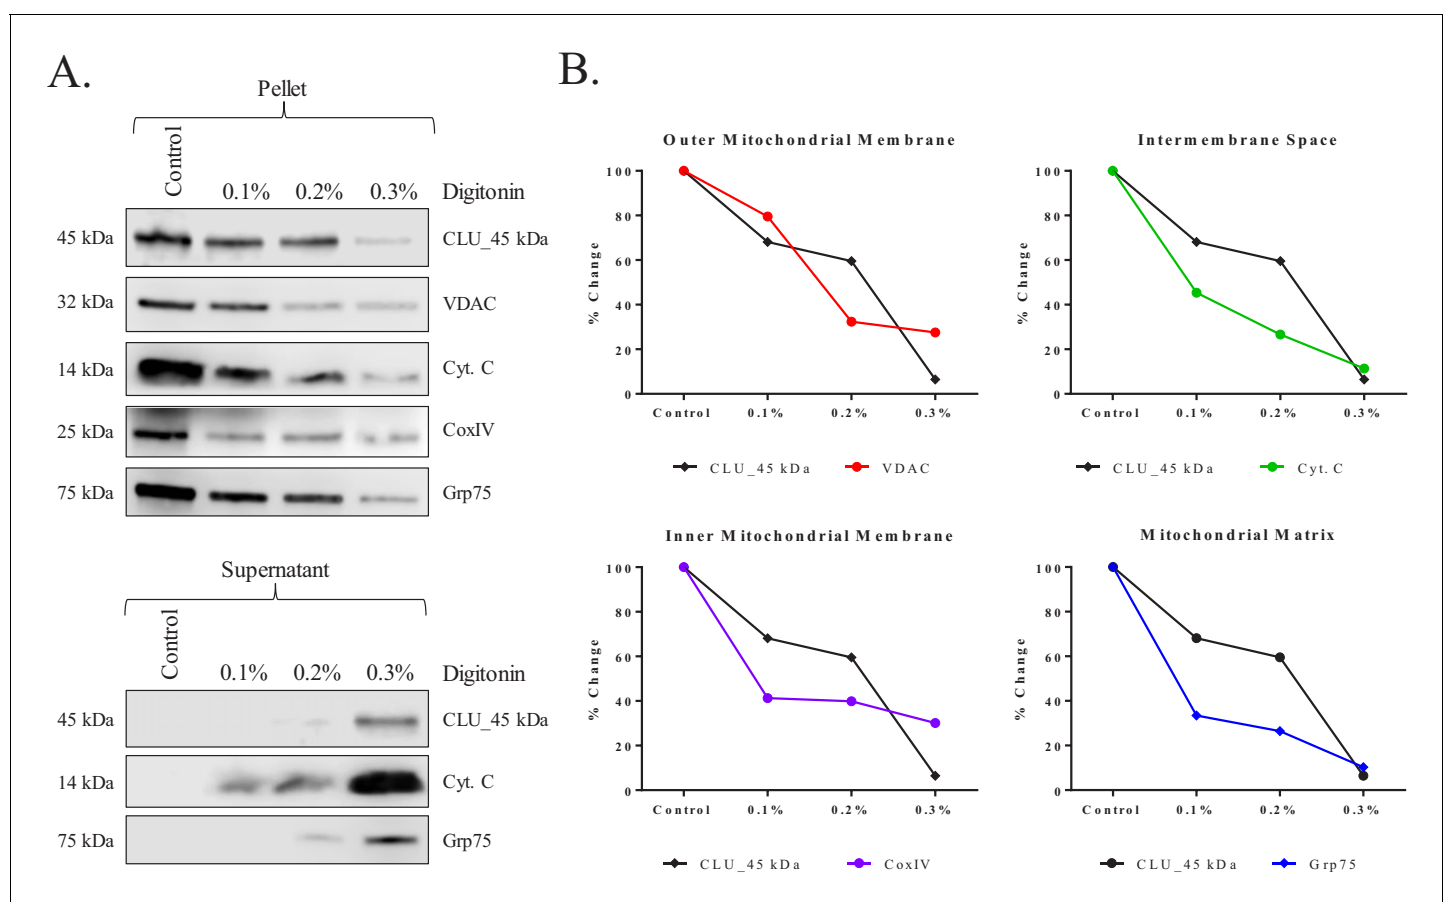 A.
Pellet
Control
0.1% 0.2% 0.3% Digitonin
45 kDa CLU_45 kDa
32 kDa VDAC
14 kDa Cyt. C
25 kDa CoxIV
75 kDa Grp75
Supernatant
Control
0.1% 0.2% 0.3% Digitonin
45 kDa CLU_45 kDa
14 kDa Cyt. C
75 kDa Grp75
B.
Outer Mitochondrial Membrane
% Change
100
80
60
40
20
0
Control 0.1% 0.2% 0.3%
CLU_45 kDa VDAC
Intermembrane Space
% Change
100
80
60
40
20
0
Control 0.1% 0.2% 0.3%
CLU_45 kDa Cyt. C
Inner Mitochondrial Membrane
% Change
100
80
60
40
20
0
Control 0.1% 0.2% 0.3%
CLU_45 kDa CoxIV
Mitochondrial Matrix
% Change
100
80
60
40
20
0
Control 0.1% 0.2% 0.3%
CLU_45 kDa Grp75